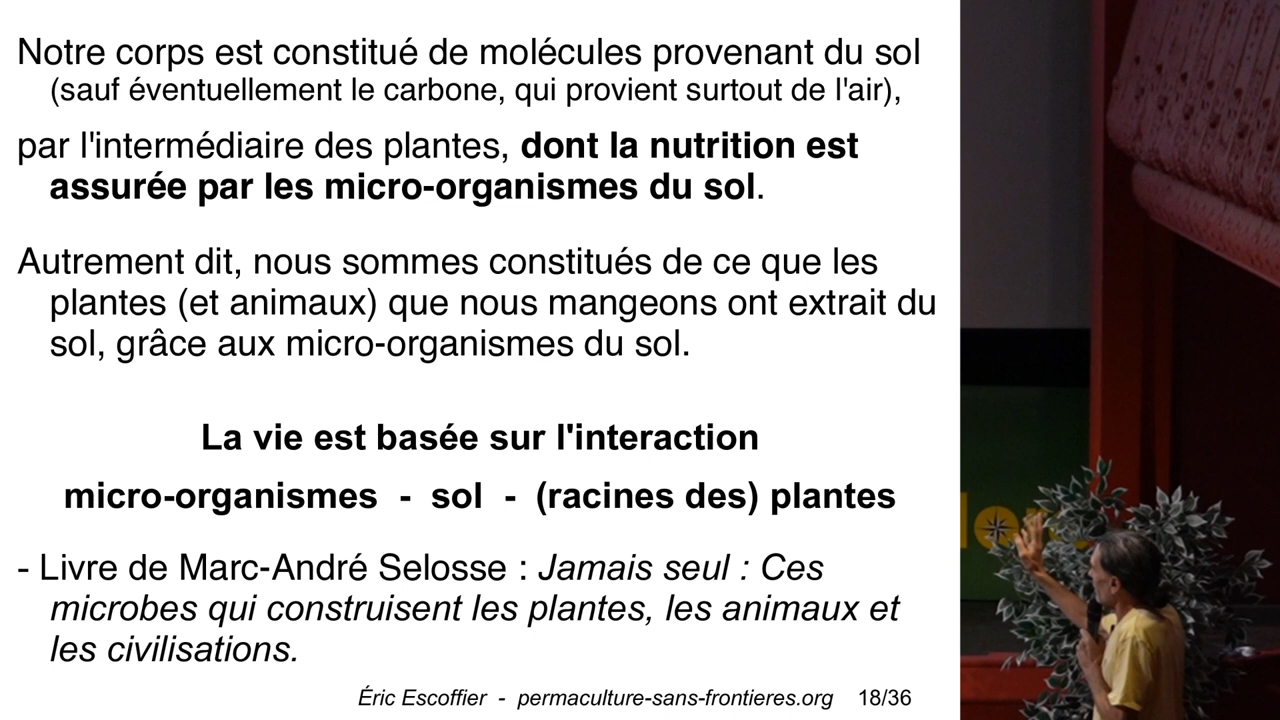 Notre corps est constitué de molécules provenant du sol
(sauf éventuellement le carbone, qui provient surtout de l'air),
par l'intermédiaire des plantes, dont la nutrition est
assurée par les micro-organismes du sol.
Autrement dit, nous sommes constitués de ce que les
plantes (et animaux) que nous mangeons ont extrait du
sol, grâce aux micro-organismes du sol.
La vie est basée sur l'interaction
micro-organismes - sol - (racines des) plantes
- Livre de Marc-André Selosse : Jamais seul : Ces
microbes qui construisent les plantes, les animaux et
les civilisations.
Éric Escoffier - permaculture-sans-frontieres.org 18/36